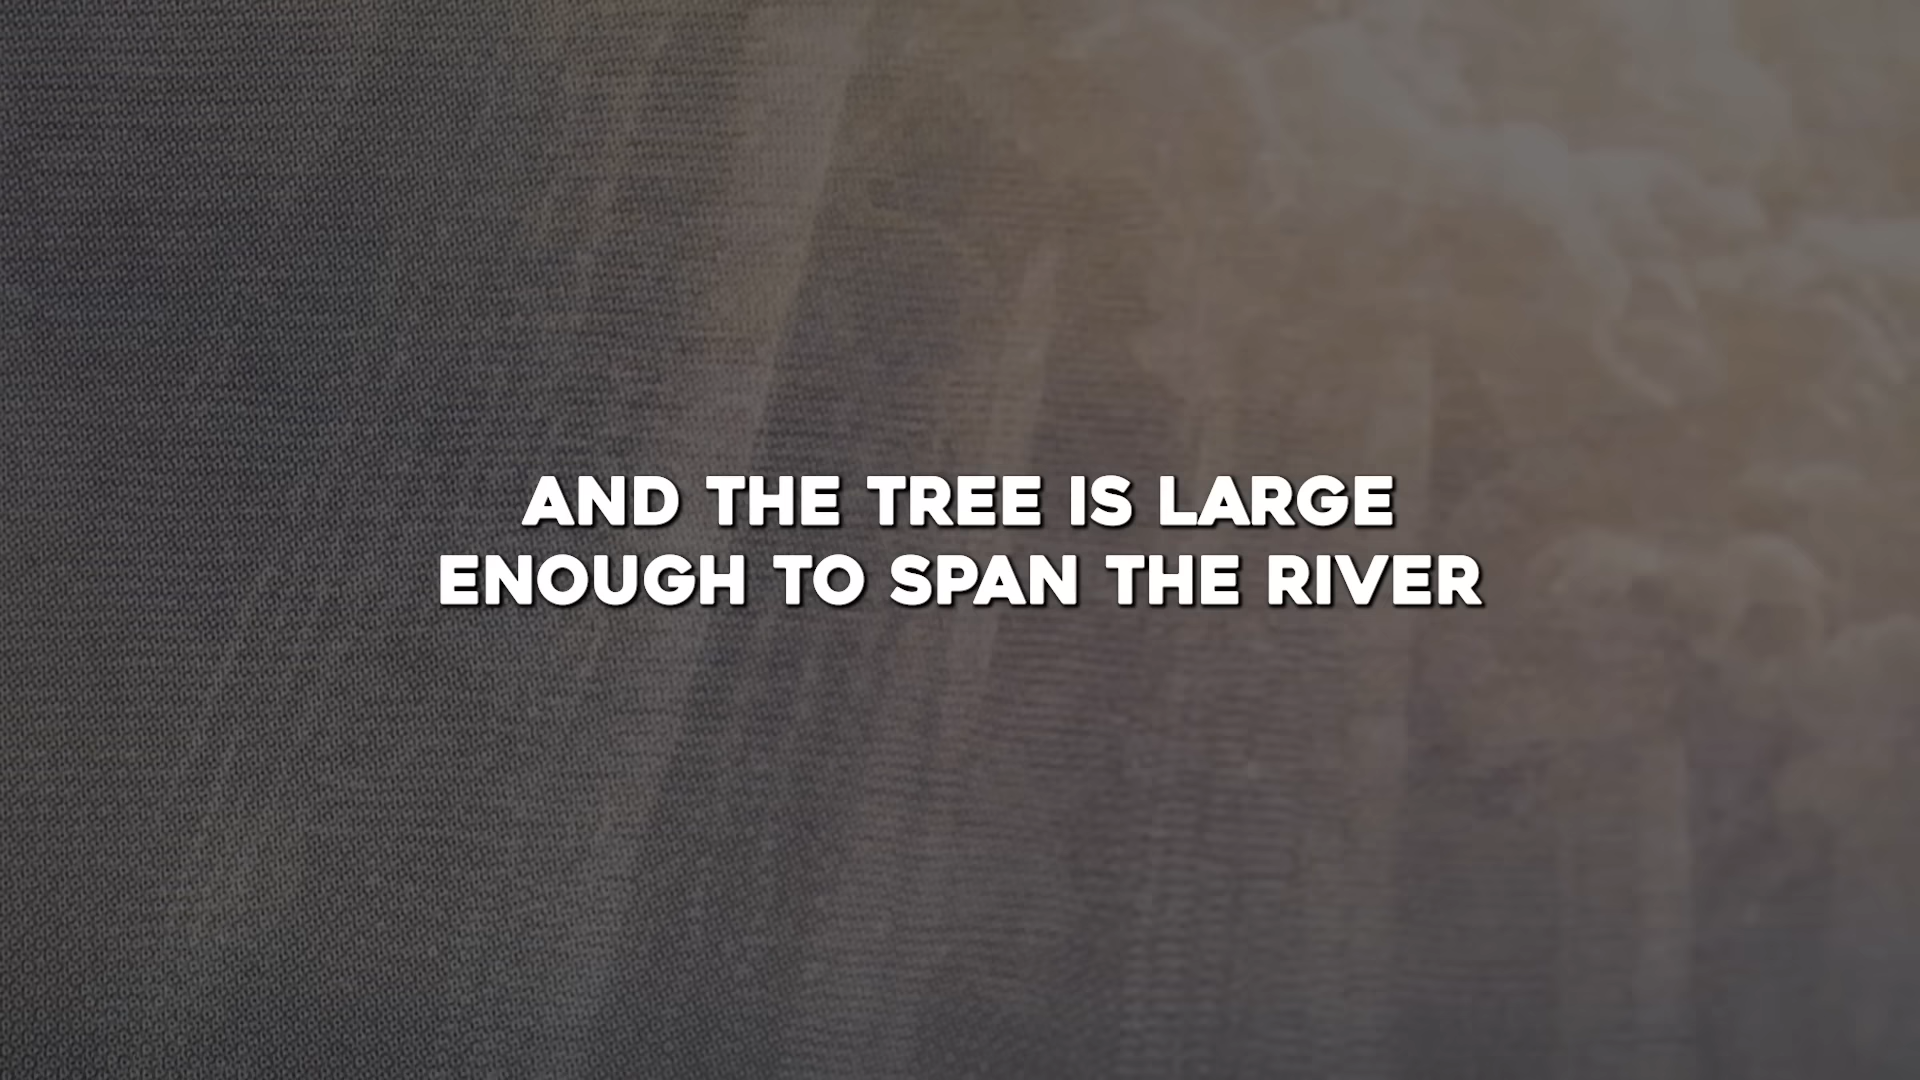 AND THE TREE IS LARGE
ENOUGH TO SPAN THE RIVER